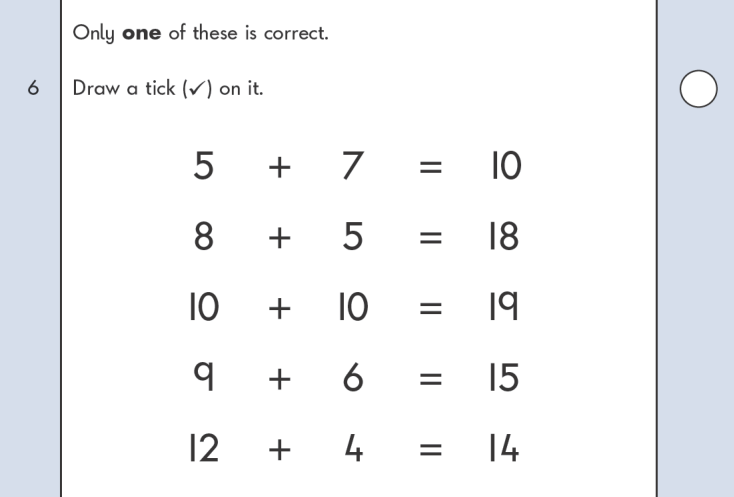 Only one of these is correct.
6 Draw a tick (✓) on it.
5 + 7 = 10
8 + 5 = 18
10 + 10 = 19
9 + 6 = 15
12 + 4 = 14